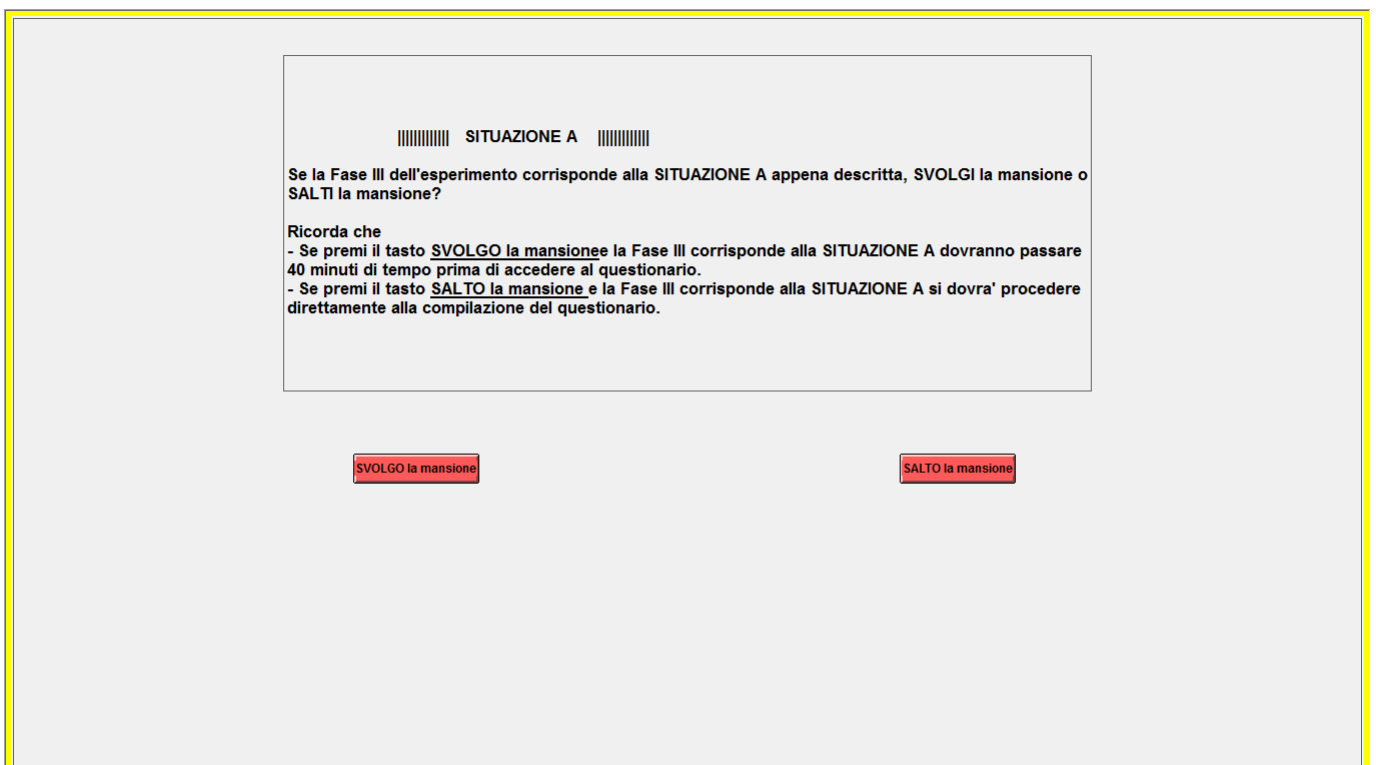 |||||||||||| SITUAZIONE A ||||||||||||
Se la Fase III dell'esperimento corrisponde alla SITUAZIONE A appena descritta, SVOLGI la mansione o
SALTI la mansione?
Ricorda che
- Se premi il tasto SVOLGO la mansionee la Fase III corrisponde alla SITUAZIONE A dovranno passare
40 minuti di tempo prima di accedere al questionario.
- Se premi il tasto SALTO la mansione e la Fase III corrisponde alla SITUAZIONE A si dovra' procedere
direttamente alla compilazione del questionario.
SVOLGO la mansione
SALTO la mansione